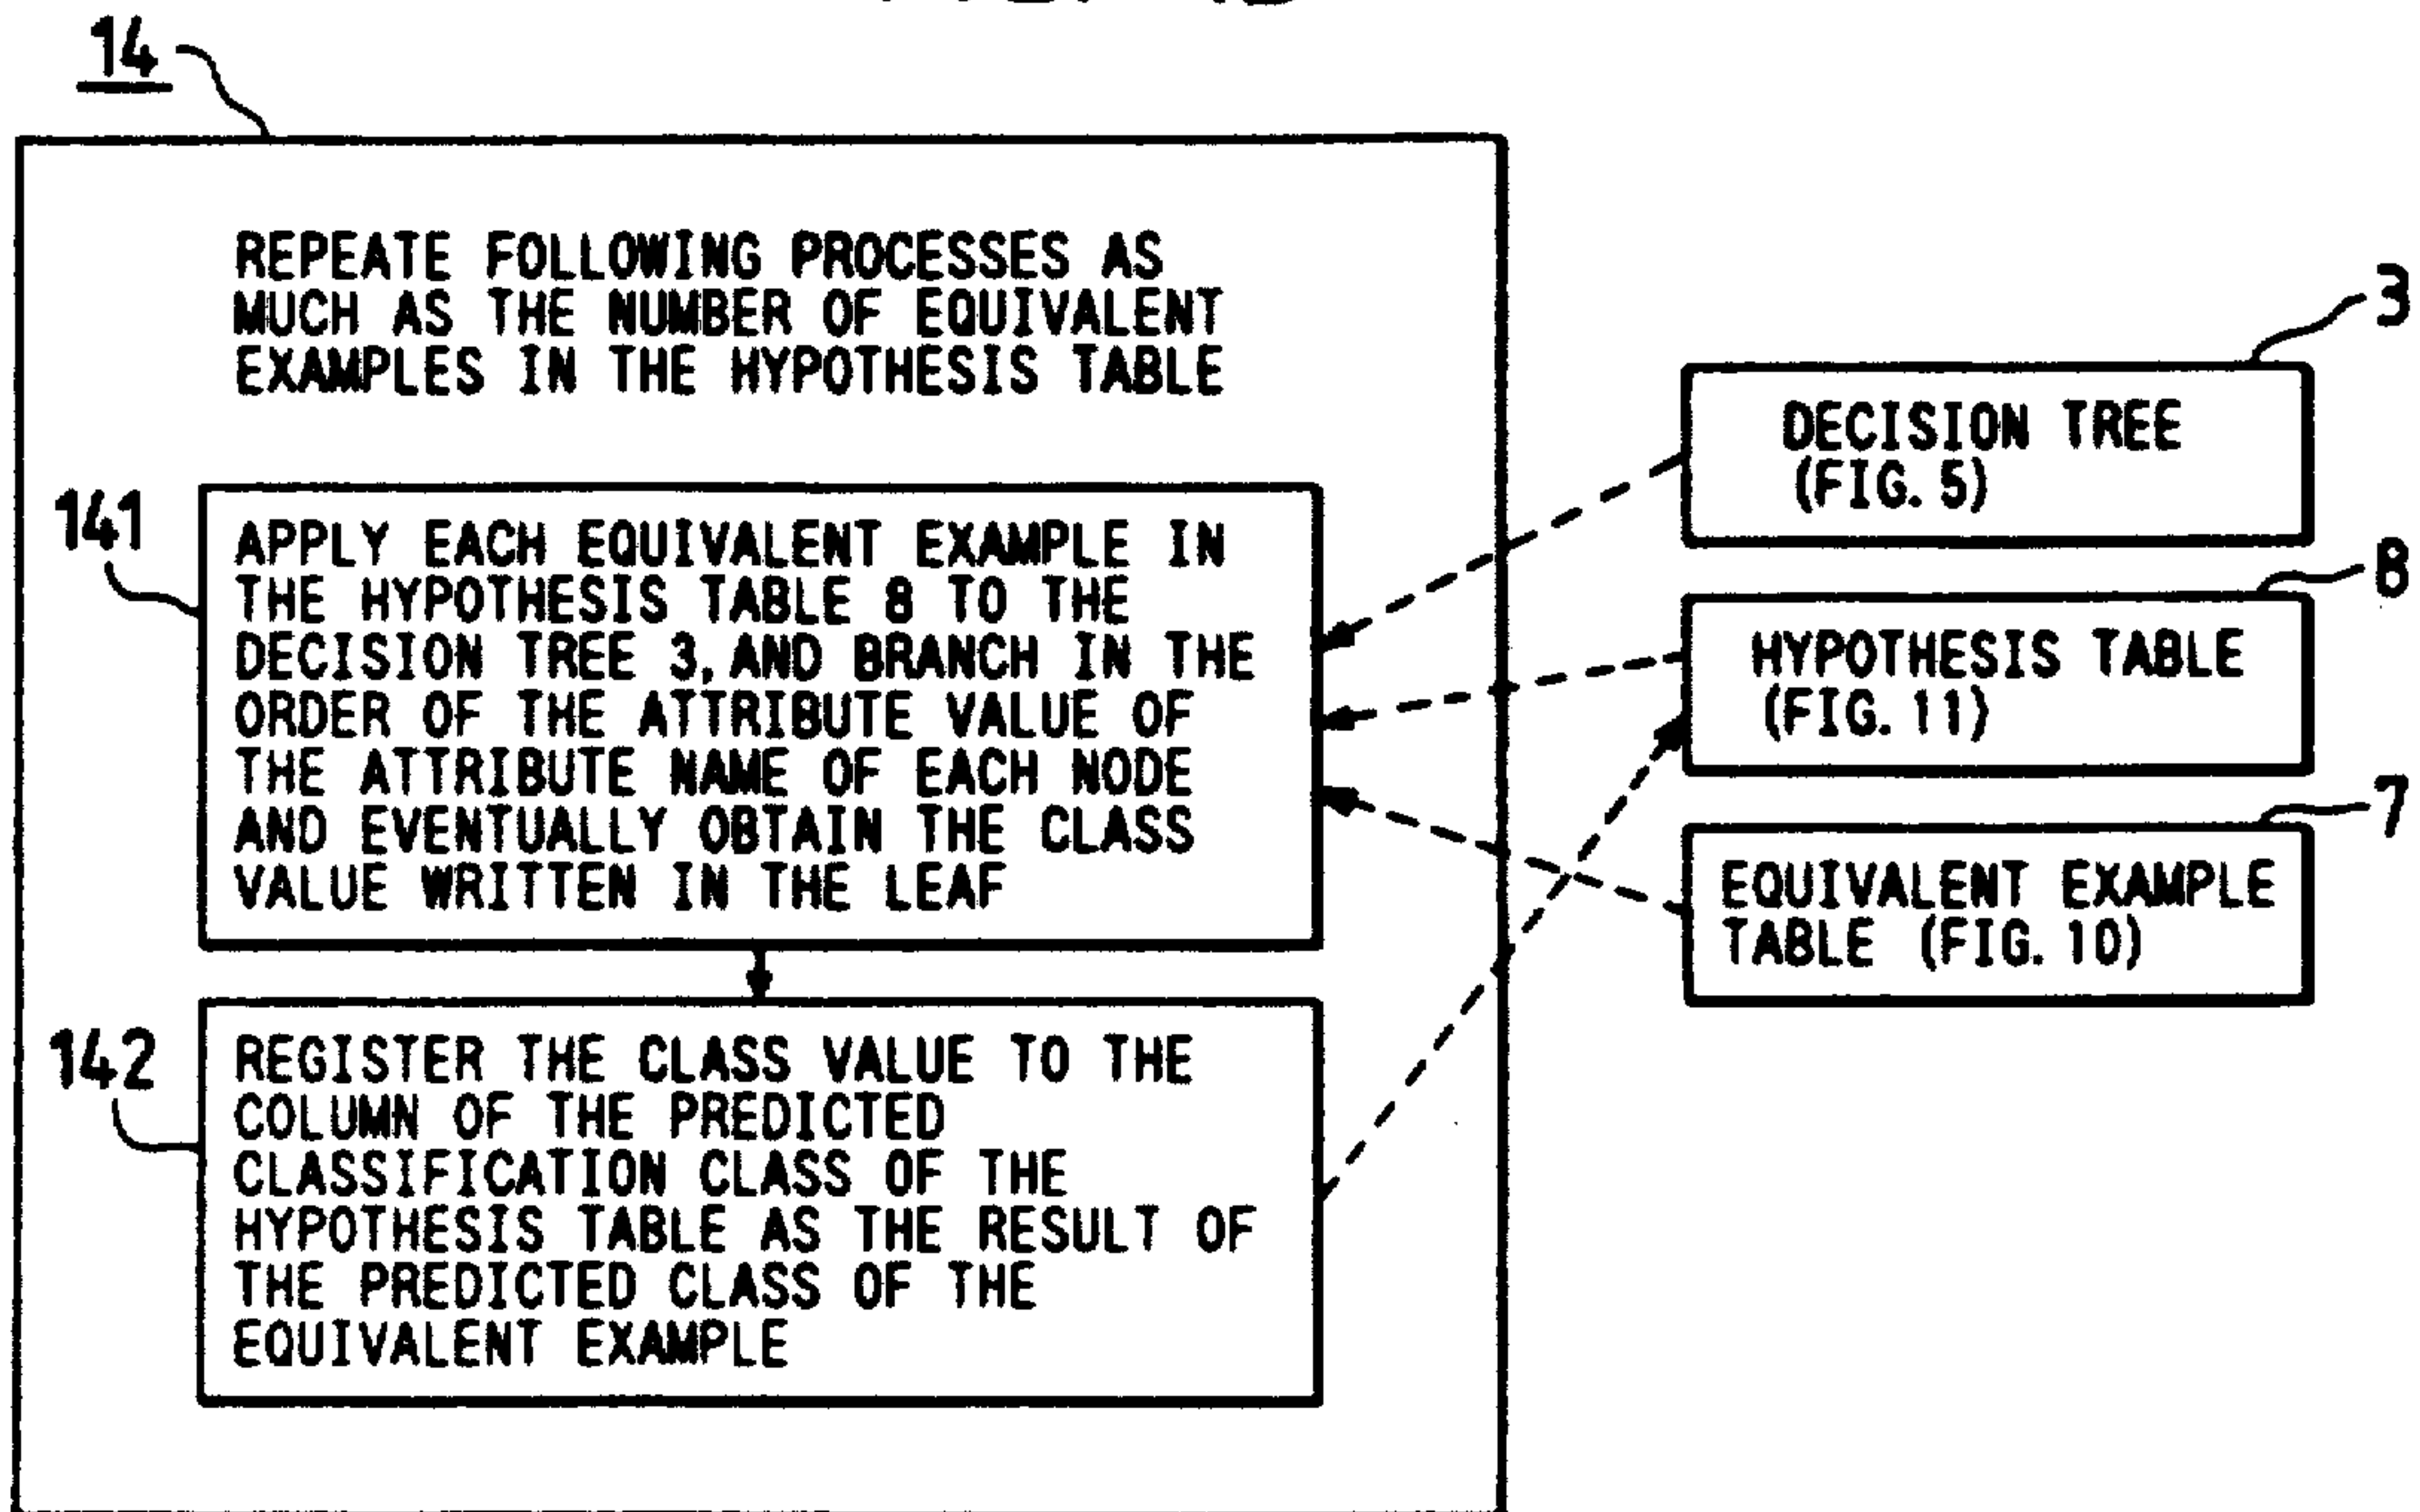 14
REPEATE FOLLOWING PROCESSES AS
MUCH AS THE NUMBER OF EQUIVALENT
EXAMPLES IN THE HYPOTHESIS TABLE
141
APPLY EACH EQUIVALENT EXAMPLE IN
THE HYPOTHESIS TABLE 8 TO THE
DECISION TREE 3, AND BRANCH IN THE
ORDER OF THE ATTRIBUTE VALUE OF
THE ATTRIBUTE NAME OF EACH NODE
AND EVENTUALLY OBTAIN THE CLASS
VALUE WRITTEN IN THE LEAF
142
REGISTER THE CLASS VALUE TO THE
COLUMN OF THE PREDICTED
CLASSIFICATION CLASS OF THE
HYPOTHESIS TABLE AS THE RESULT OF
THE PREDICTED CLASS OF THE
EQUIVALENT EXAMPLE
3
DECISION TREE
(FIG. 5)
8
HYPOTHESIS TABLE
(FIG. 11)
7
EQUIVALENT EXAMPLE
TABLE (FIG. 10)